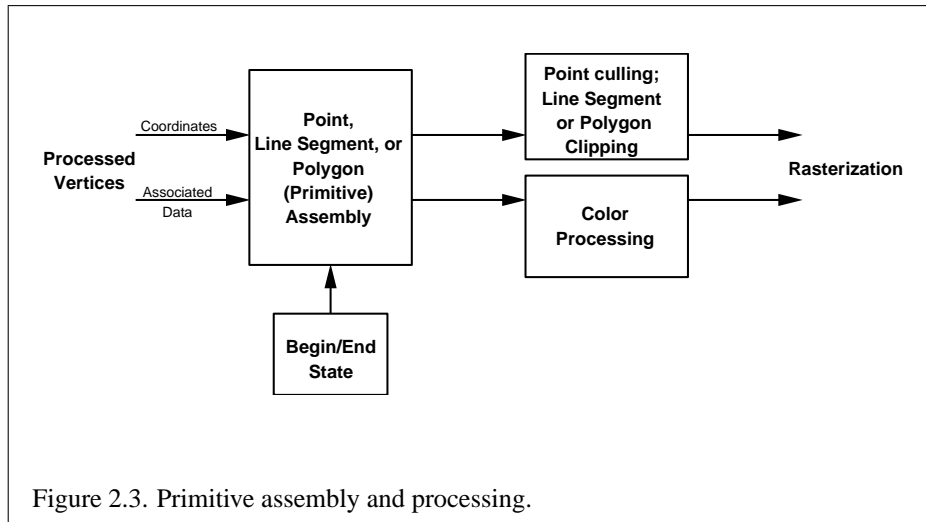 Coordinates
Processed
Vertices
Associated
Data
Point,
Line Segment, or
Polygon
(Primitive)
Assembly
Begin/End
State
Point culling;
Line Segment
or Polygon
Clipping
Color
Processing
Rasterization
Figure 2.3. Primitive assembly and processing.